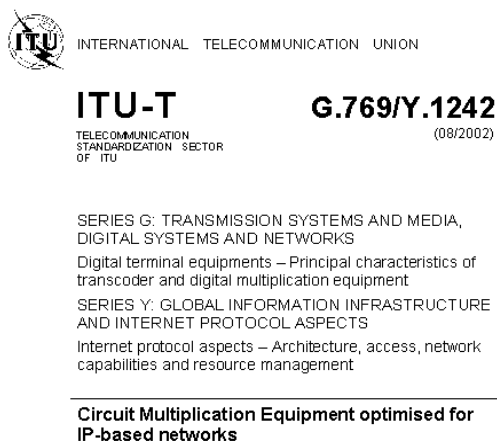 ITU
INTERNATIONAL TELECOMMUNICATION UNION
ITU-T
G.769/Y.1242
TELECOMMUNICATION
STANDARDIZATION SECTOR
OF ITU
(08/2002)
SERIES G: TRANSMISSION SYSTEMS AND MEDIA,
DIGITAL SYSTEMS AND NETWORKS
Digital terminal equipments – Principal characteristics of
transcoder and digital multiplication equipment
SERIES Y: GLOBAL INFORMATION INFRASTRUCTURE
AND INTERNET PROTOCOL ASPECTS
Internet protocol aspects – Architecture, access, network
capabilities and resource management
Circuit Multiplication Equipment optimised for
IP-based networks